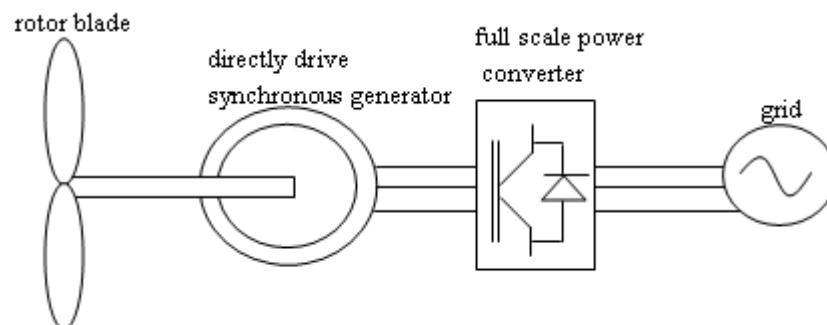 rotor blade
directly drive
synchronous generator
full scale power
converter
grid